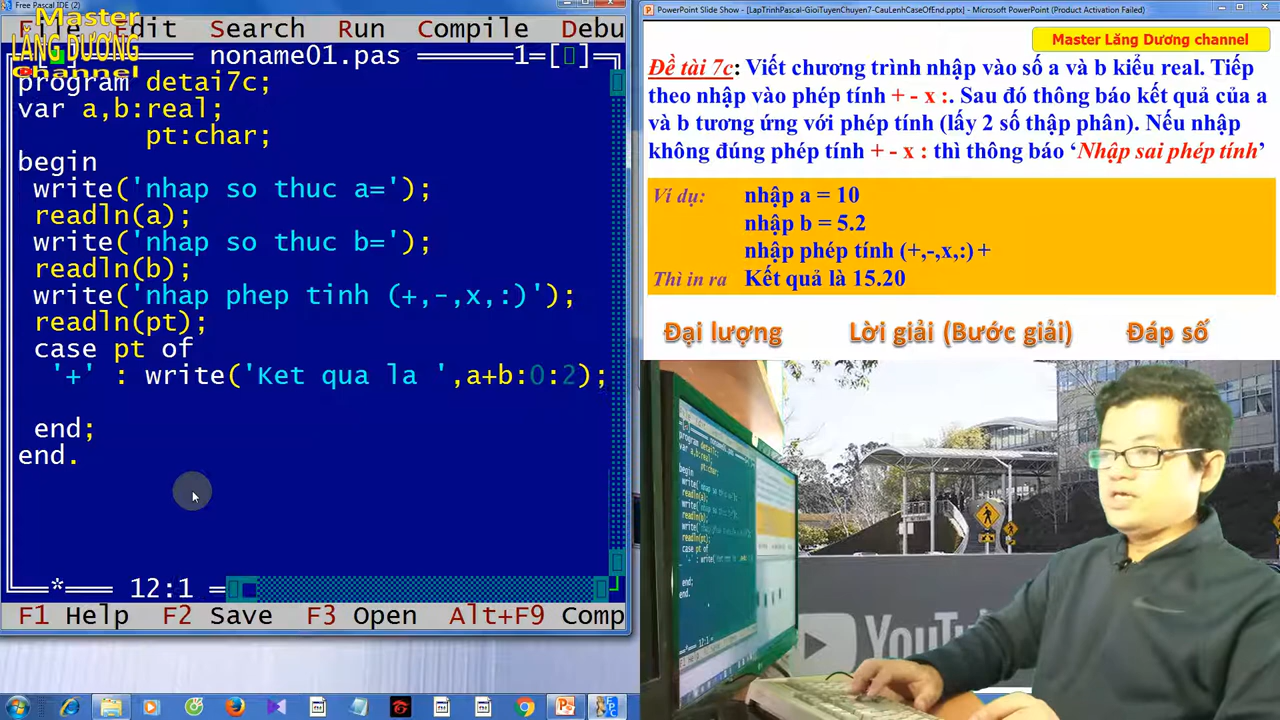 Free Pascal IDE (2)
File Edit Search Run Compile Debu
Master
LĂNG DƯƠNG
Channel
noname01.pas 1=[ ]
program detai7c;
var a,b:real;
pt:char;
begin
write('nhap so thuc a=');
readln(a);
write('nhap so thuc b=');
readln(b);
write('nhap phep tinh (+,-,x,:)');
readln(pt);
case pt of
'+' : write('Ket qua la ',a+b:0:2);
end;
end.
* 12:1
F1 Help F2 Save F3 Open Alt+F9 Comp
PowerPoint Slide Show - [LapTrinhPascal-GioiTuyenChuyen7-CauLenhCaseOfEnd.pptx] - Microsoft PowerPoint (Product Activation Failed)
Master Lăng Dương channel
Đề tài 7c: Viết chương trình nhập vào số a và b kiểu real. Tiếp
theo nhập vào phép tính + - x :. Sau đó thông báo kết quả của a
và b tương ứng với phép tính (lấy 2 số thập phân). Nếu nhập
không đúng phép tính + - x : thì thông báo ‘Nhập sai phép tính’
Ví dụ: nhập a = 10
nhập b = 5.2
nhập phép tính (+,-,x,:) +
Thì in ra Kết quả là 15.20
Đại lượng Lời giải (Bước giải) Đáp số
YouTu